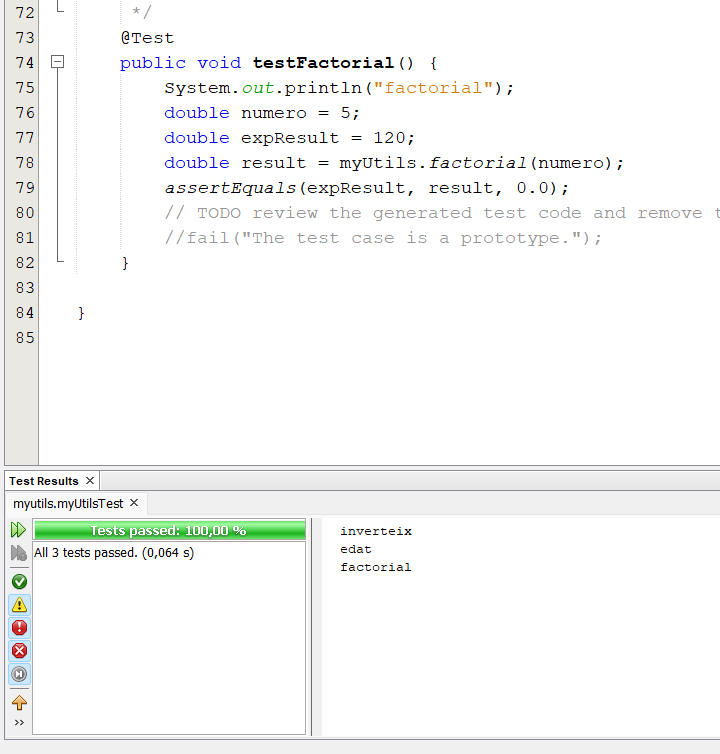 72 */
73 @Test
74 public void testFactorial() {
75 System.out.println("factorial");
76 double numero = 5;
77 double expResult = 120;
78 double result = myUtils.factorial(numero);
79 assertEquals(expResult, result, 0.0);
80 // TODO review the generated test code and remove t
81 //fail("The test case is a prototype.");
82 }
83
84 }
85
Test Results ×
myutils.myUtilsTest ×
Tests passed: 100,00 %
All 3 tests passed. (0,064 s)
inverteix
edat
factorial
>>